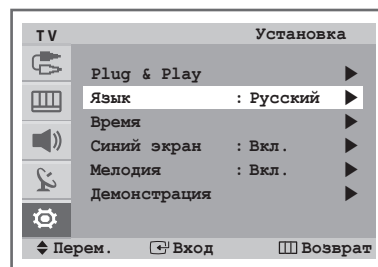 TV Установка
Plug & Play
Язык : Русский
Время
Синий экран : Вкл.
Мелодия : Вкл.
Демонстрация
Перем. Вход Возврат